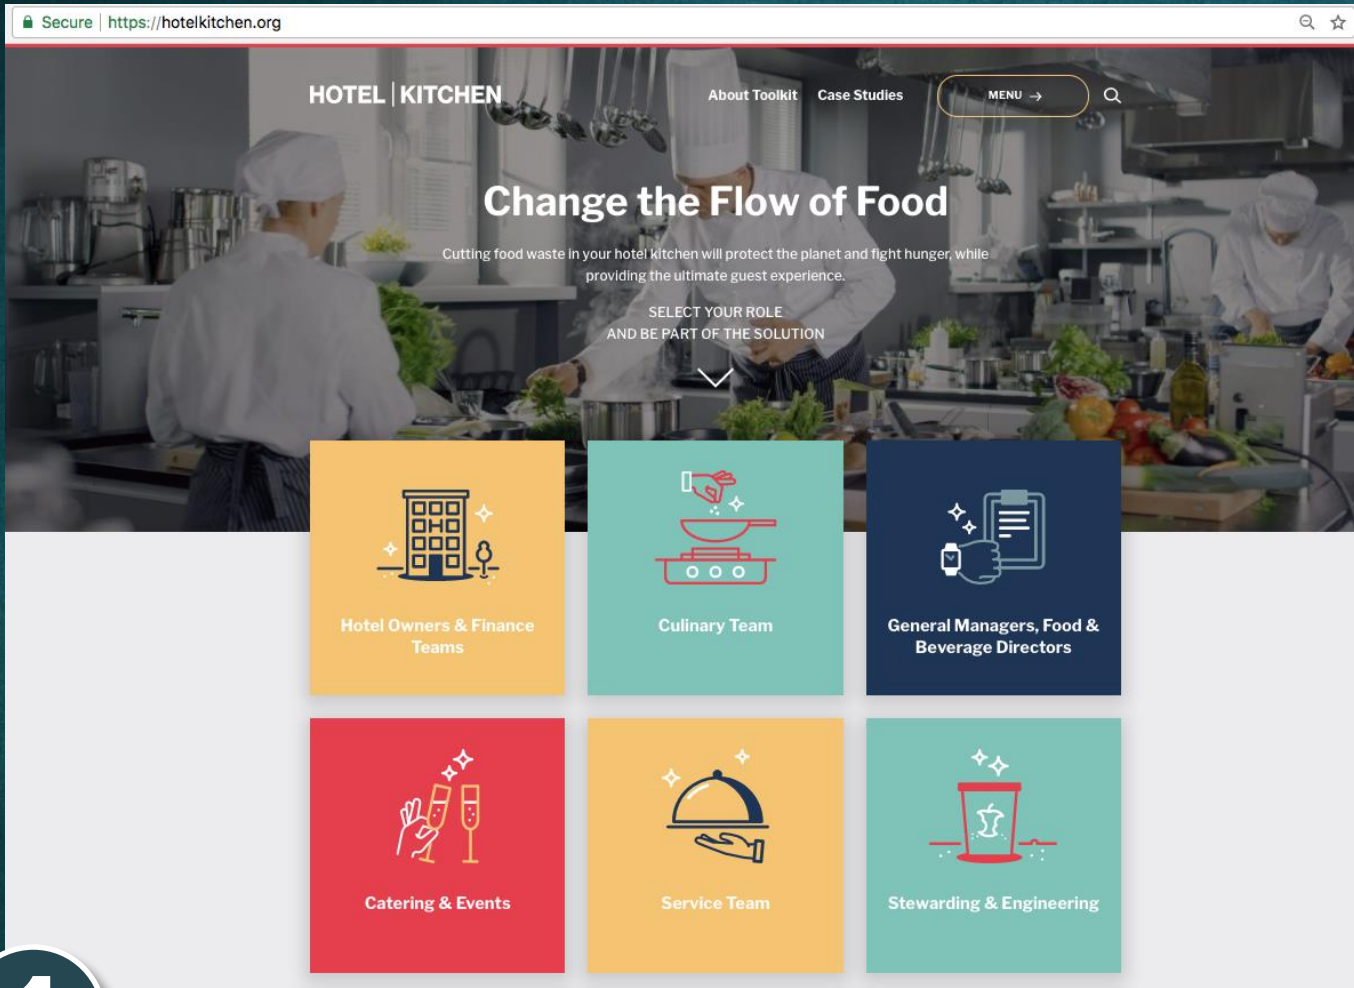 Secure | https://hotelkitchen.org
HOTEL | KITCHEN
About Toolkit Case Studies MENU →
Change the Flow of Food
Cutting food waste in your hotel kitchen will protect the planet and fight hunger, while
providing the ultimate guest experience.
SELECT YOUR ROLE
AND BE PART OF THE SOLUTION
H
Hotel Owners & Finance
Teams
Culinary Team
General Managers, Food &
Beverage Directors
Catering & Events
Service Team
Stewarding & Engineering